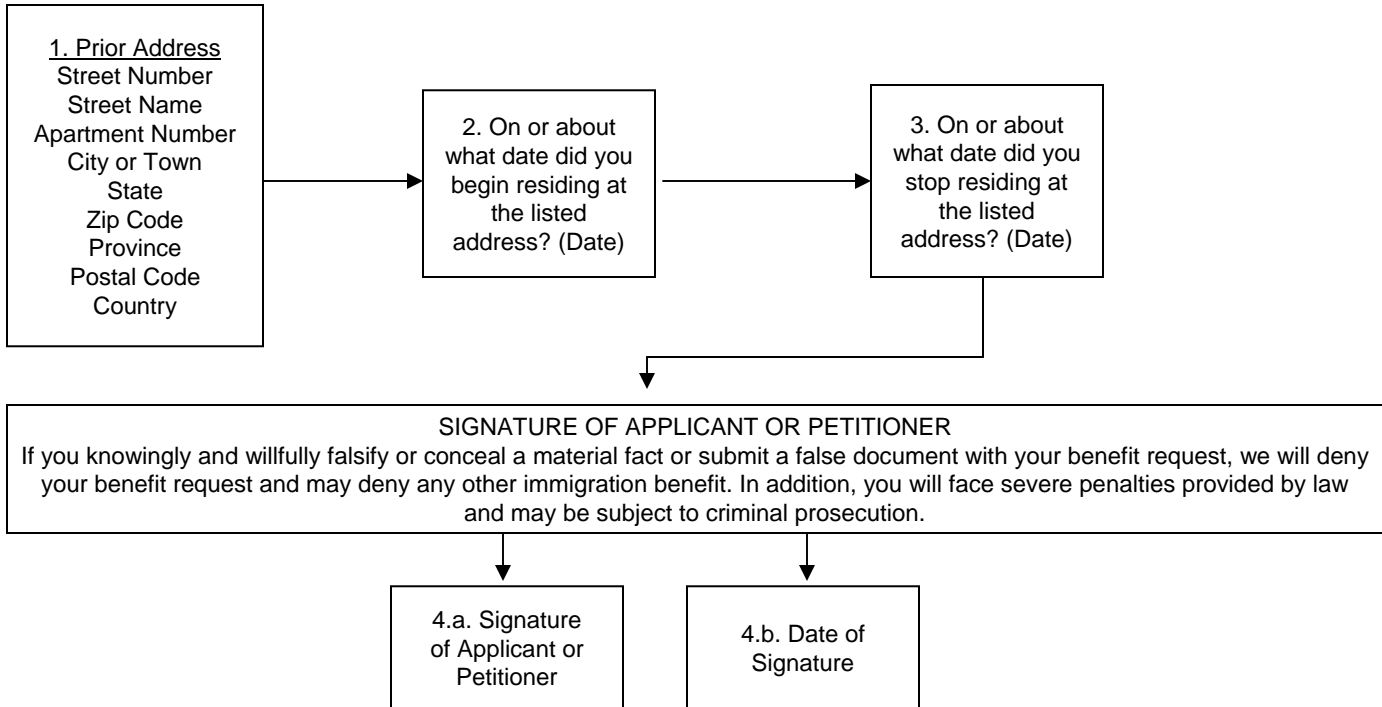 1. Prior Address
Street Number
Street Name
Apartment Number
City or Town
State
Zip Code
Province
Postal Code
Country
2. On or about
what date did you
begin residing at
the listed
address? (Date)
3. On or about
what date did you
stop residing at
the listed
address? (Date)
SIGNATURE OF APPLICANT OR PETITIONER
If you knowingly and willfully falsify or conceal a material fact or submit a false document with your benefit request, we will deny
your benefit request and may deny any other immigration benefit. In addition, you will face severe penalties provided by law
and may be subject to criminal prosecution.
4.a. Signature
of Applicant or
Petitioner
4.b. Date of
Signature